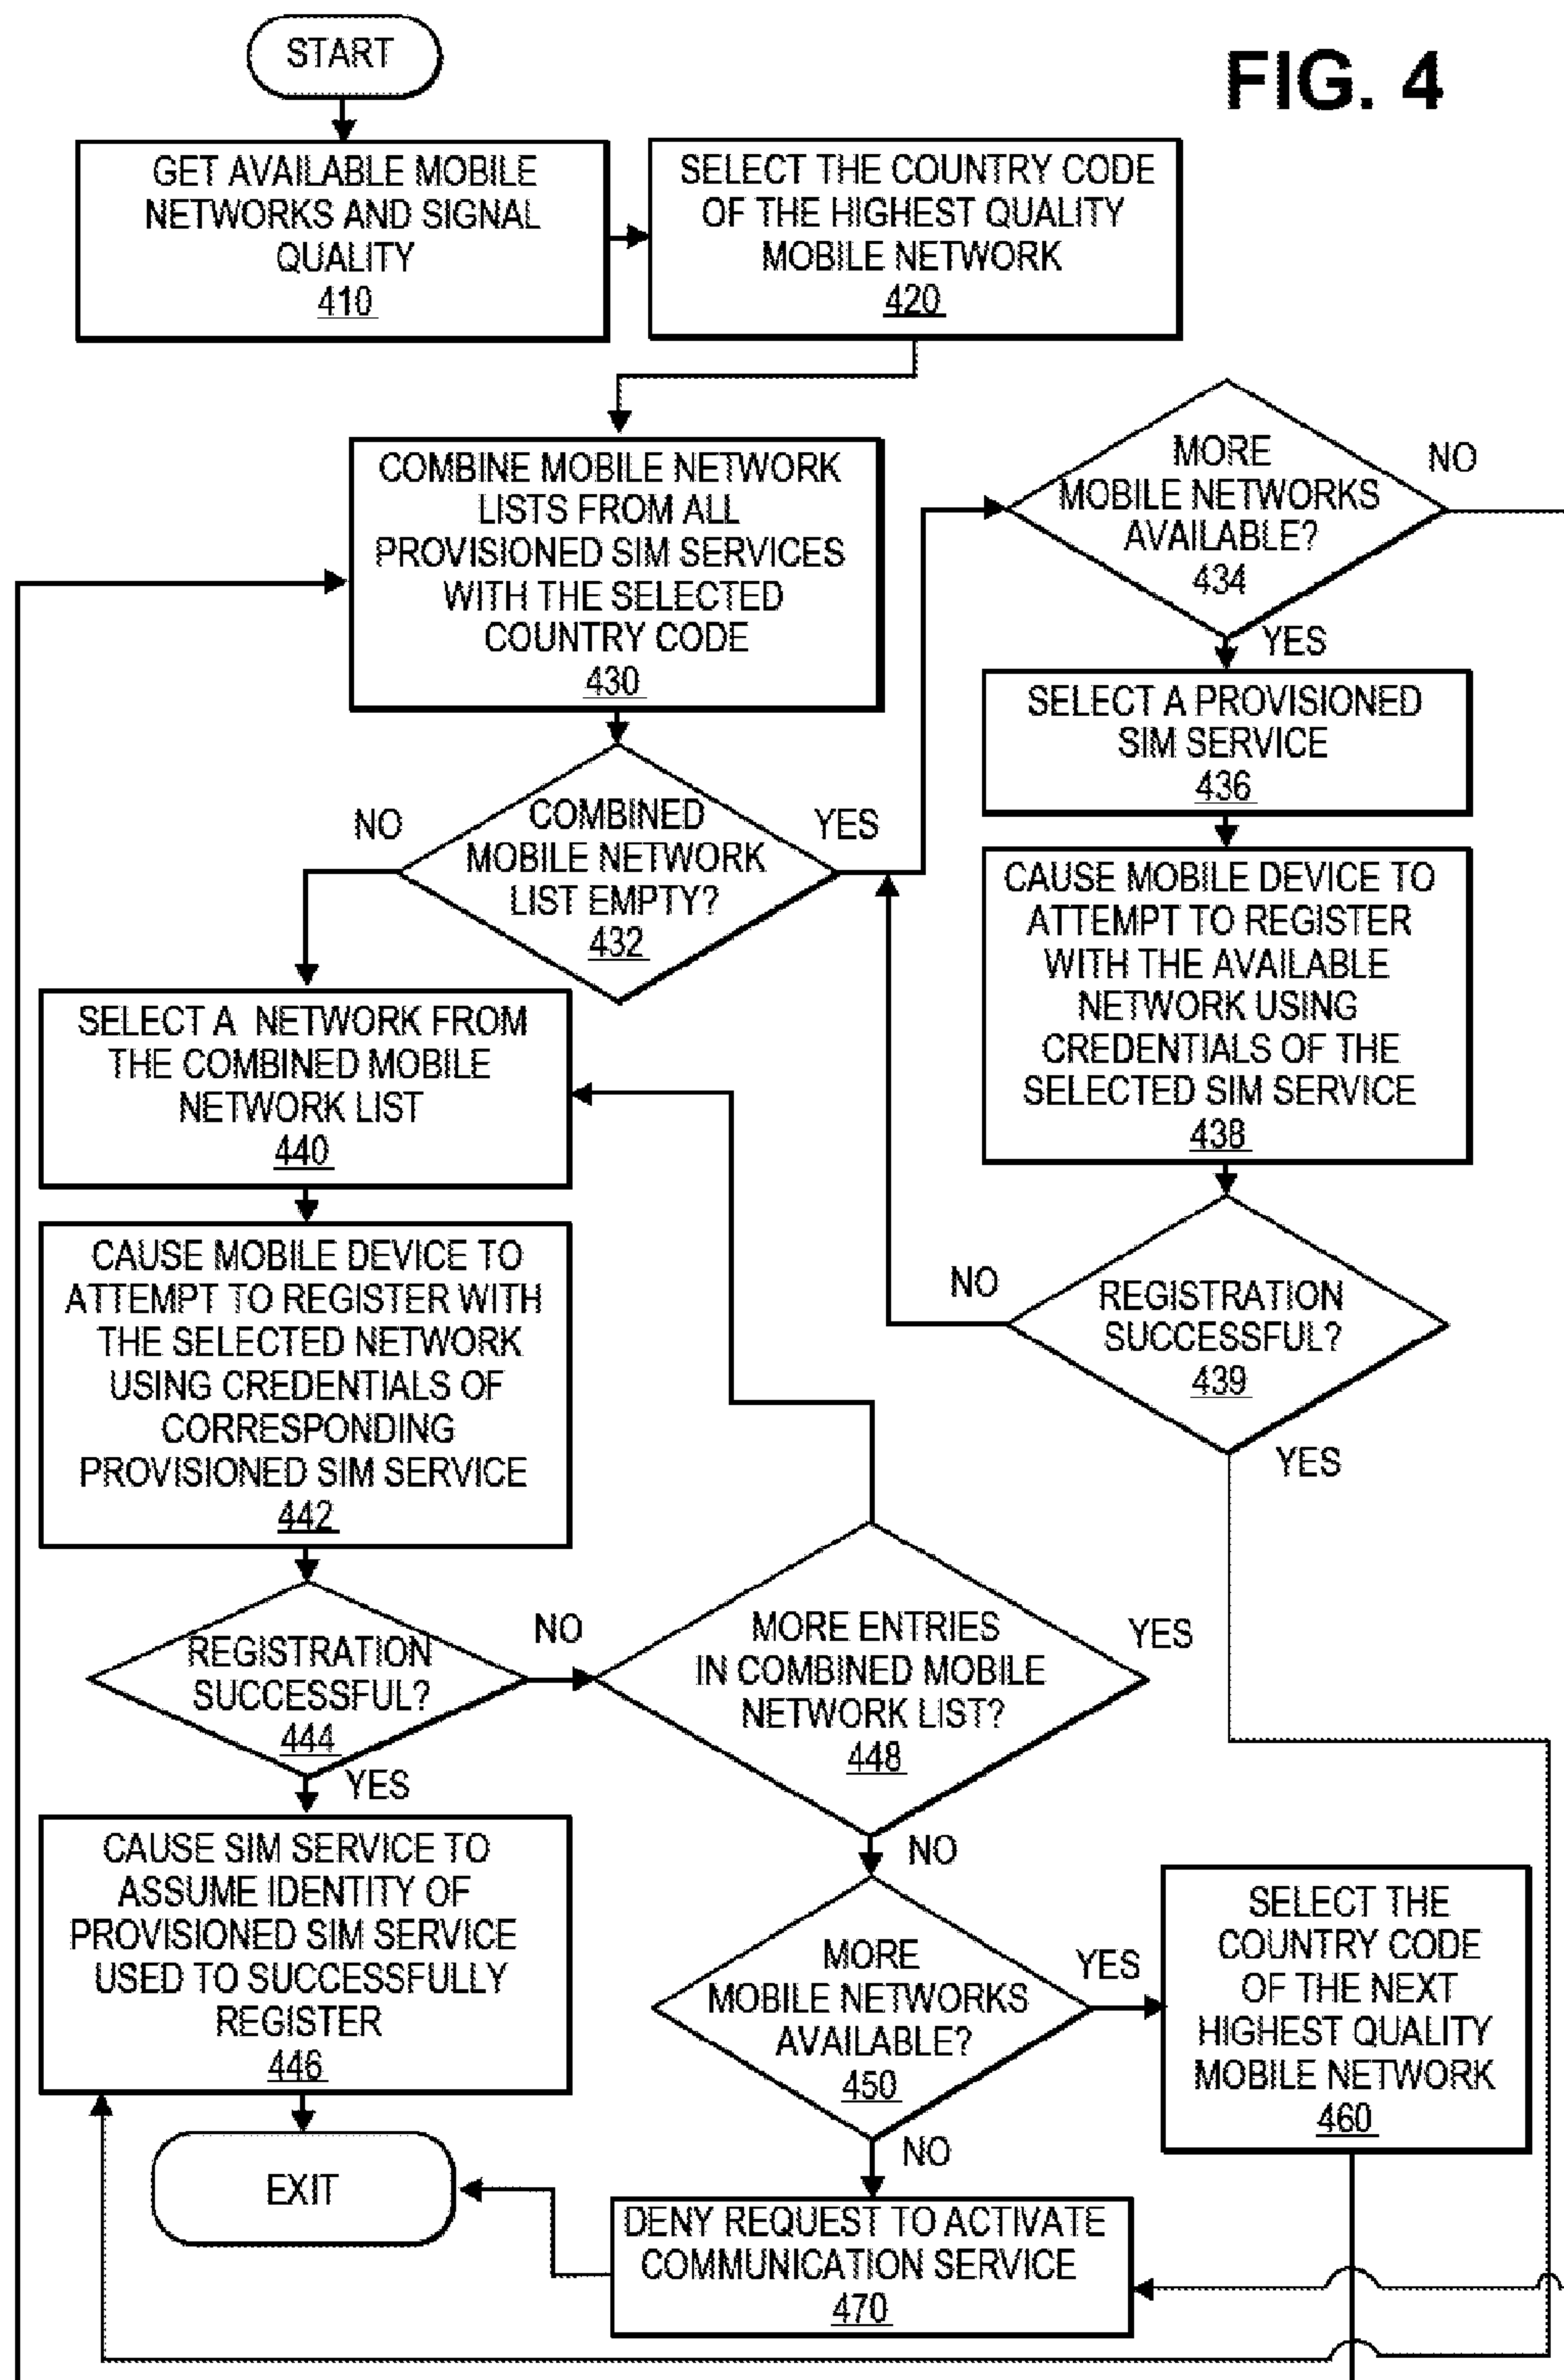 START
FIG. 4
GET AVAILABLE MOBILE
NETWORKS AND SIGNAL
QUALITY
410
SELECT THE COUNTRY CODE
OF THE HIGHEST QUALITY
MOBILE NETWORK
420
COMBINE MOBILE NETWORK
LISTS FROM ALL
PROVISIONED SIM SERVICES
WITH THE SELECTED
COUNTRY CODE
430
MORE
MOBILE NETWORKS
AVAILABLE?
434
NO
YES
SELECT A PROVISIONED
SIM SERVICE
436
COMBINED
MOBILE NETWORK
LIST EMPTY?
432
NO
YES
CAUSE MOBILE DEVICE TO
ATTEMPT TO REGISTER
WITH THE AVAILABLE
NETWORK USING
CREDENTIALS OF THE
SELECTED SIM SERVICE
438
SELECT A NETWORK FROM
THE COMBINED MOBILE
NETWORK LIST
440
CAUSE MOBILE DEVICE TO
ATTEMPT TO REGISTER WITH
THE SELECTED NETWORK
USING CREDENTIALS OF
CORRESPONDING
PROVISIONED SIM SERVICE
442
NO
REGISTRATION
SUCCESSFUL?
439
YES
REGISTRATION
SUCCESSFUL?
444
NO
YES
MORE ENTRIES
IN COMBINED MOBILE
NETWORK LIST?
448
YES
NO
CAUSE SIM SERVICE TO
ASSUME IDENTITY OF
PROVISIONED SIM SERVICE
USED TO SUCCESSFULLY
REGISTER
446
MORE
MOBILE NETWORKS
AVAILABLE?
450
YES
NO
SELECT THE
COUNTRY CODE
OF THE NEXT
HIGHEST QUALITY
MOBILE NETWORK
460
EXIT
DENY REQUEST TO ACTIVATE
COMMUNICATION SERVICE
470